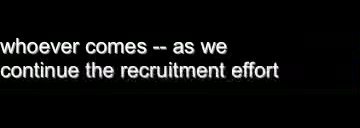 whoever comes -- as we
continue the recruitment effort